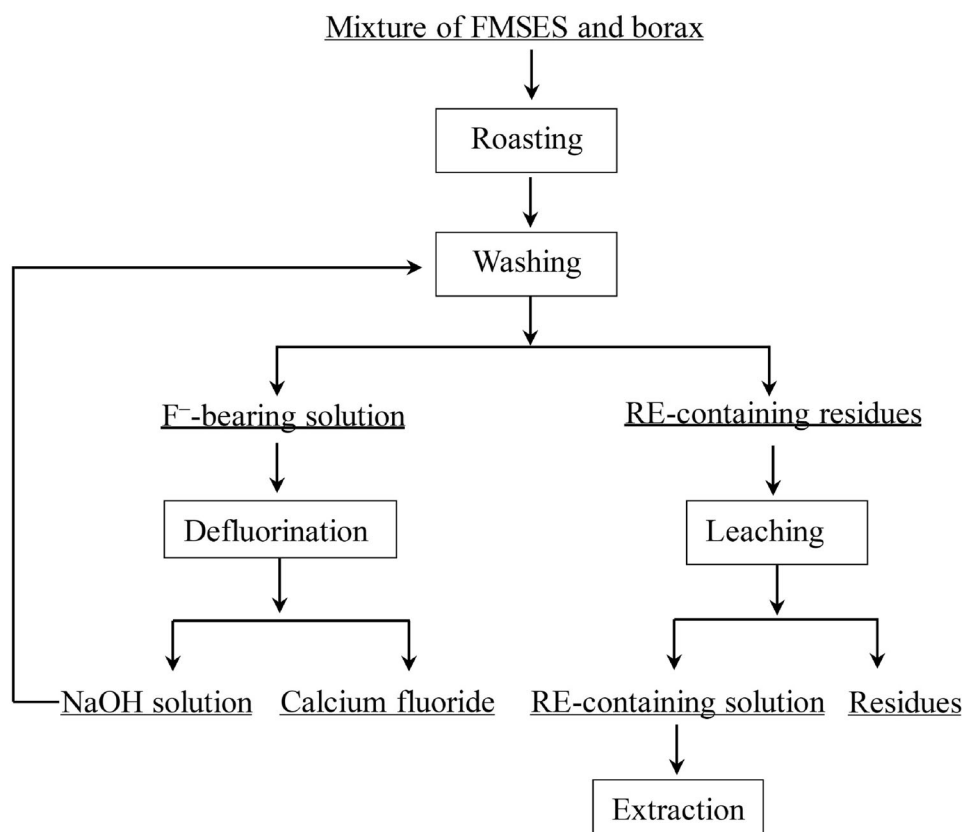 Mixture of FMSES and borax
Roasting
Washing
F⁻-bearing solution
RE-containing residues
Defluorination
Leaching
NaOH solution
Calcium fluoride
RE-containing solution
Residues
Extraction